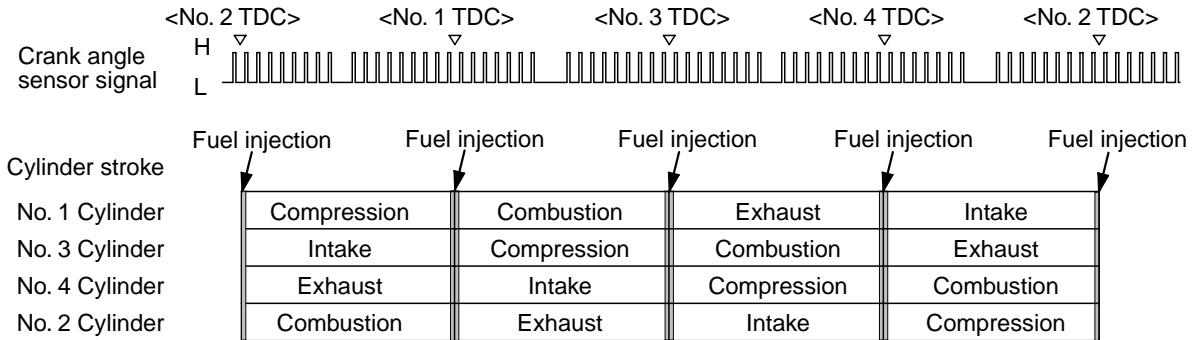 <No. 2 TDC> <No. 1 TDC> <No. 3 TDC> <No. 4 TDC> <No. 2 TDC>
Crank angle sensor signal
H
L
Fuel injection Fuel injection Fuel injection Fuel injection Fuel injection
Cylinder stroke
No. 1 Cylinder Compression Combustion Exhaust Intake
No. 3 Cylinder Intake Compression Combustion Exhaust
No. 4 Cylinder Exhaust Intake Compression Combustion
No. 2 Cylinder Combustion Exhaust Intake Compression